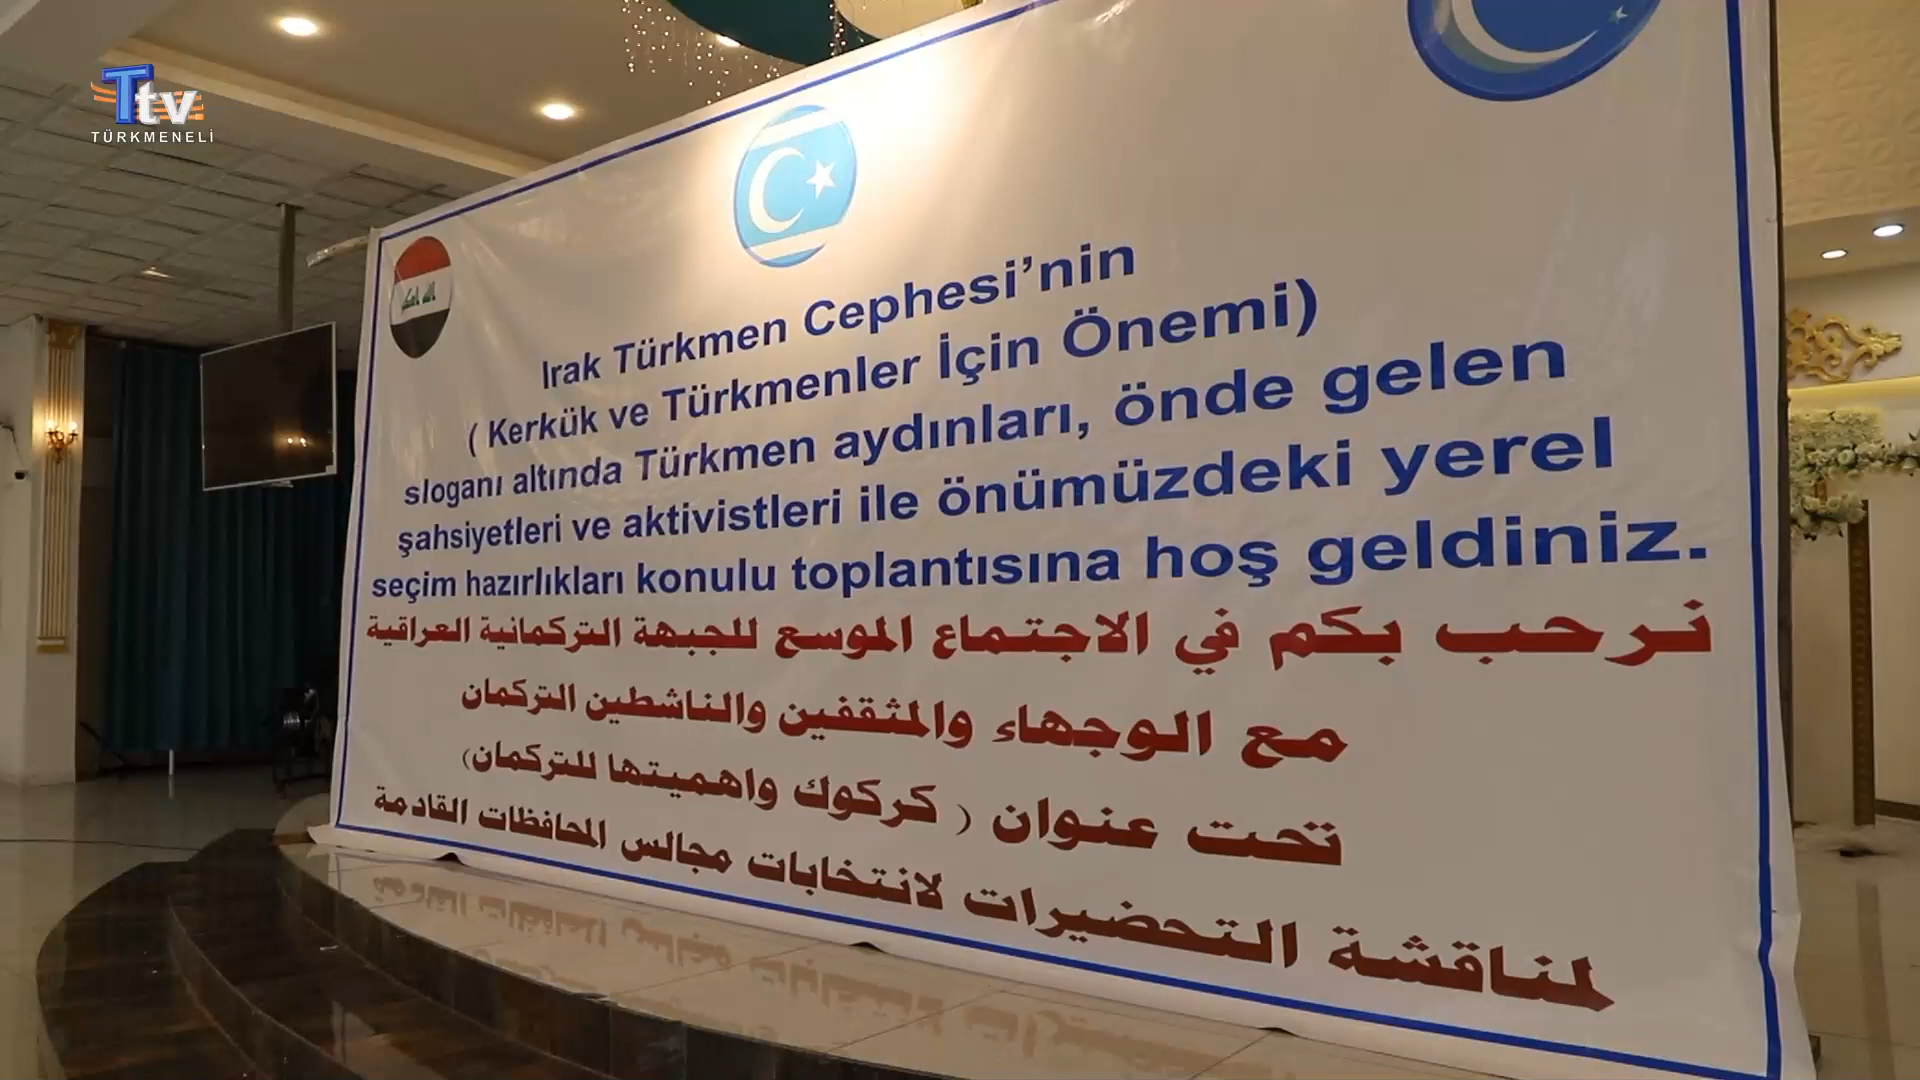 Ttv
TÜRKMENELİ
Irak Türkmen Cephesi’nin
( Kerkük ve Türkmenler İçin Önemi)
sloganı altında Türkmen aydınları, önde gelen
şahsiyetleri ve aktivistleri ile önümüzdeki yerel
seçim hazırlıkları konulu toplantısına hoş geldiniz.
نرحب بكم في الاجتماع الموسع للجبهة التركمانية العراقية
مع الوجهاء والمثقفين والناشطين التركمان
تحت عنوان ( كركوك واهميتها للتركمان)
لمناقشة التحضيرات لانتخابات مجالس المحافظات القادمة